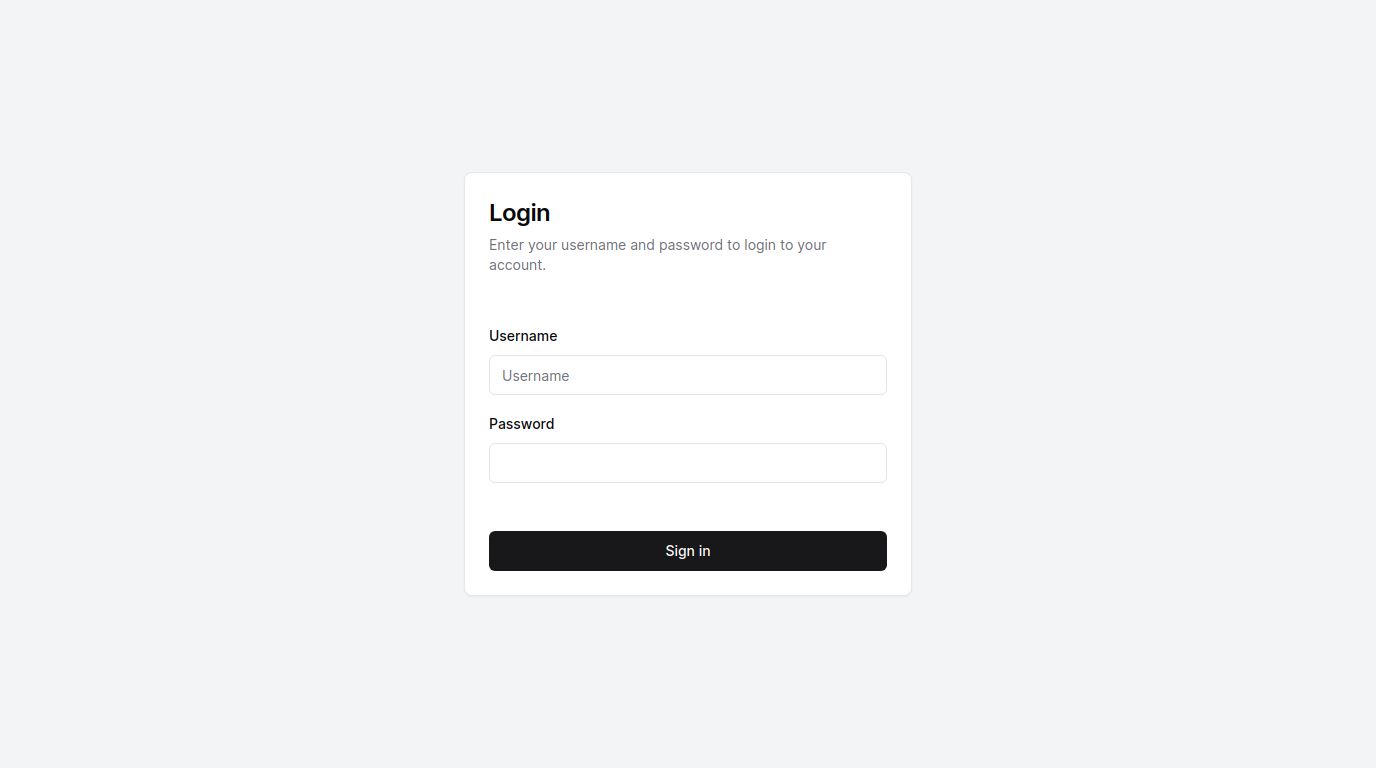 Login
Enter your username and password to login to your
account.
Username
Username
Password
Sign in